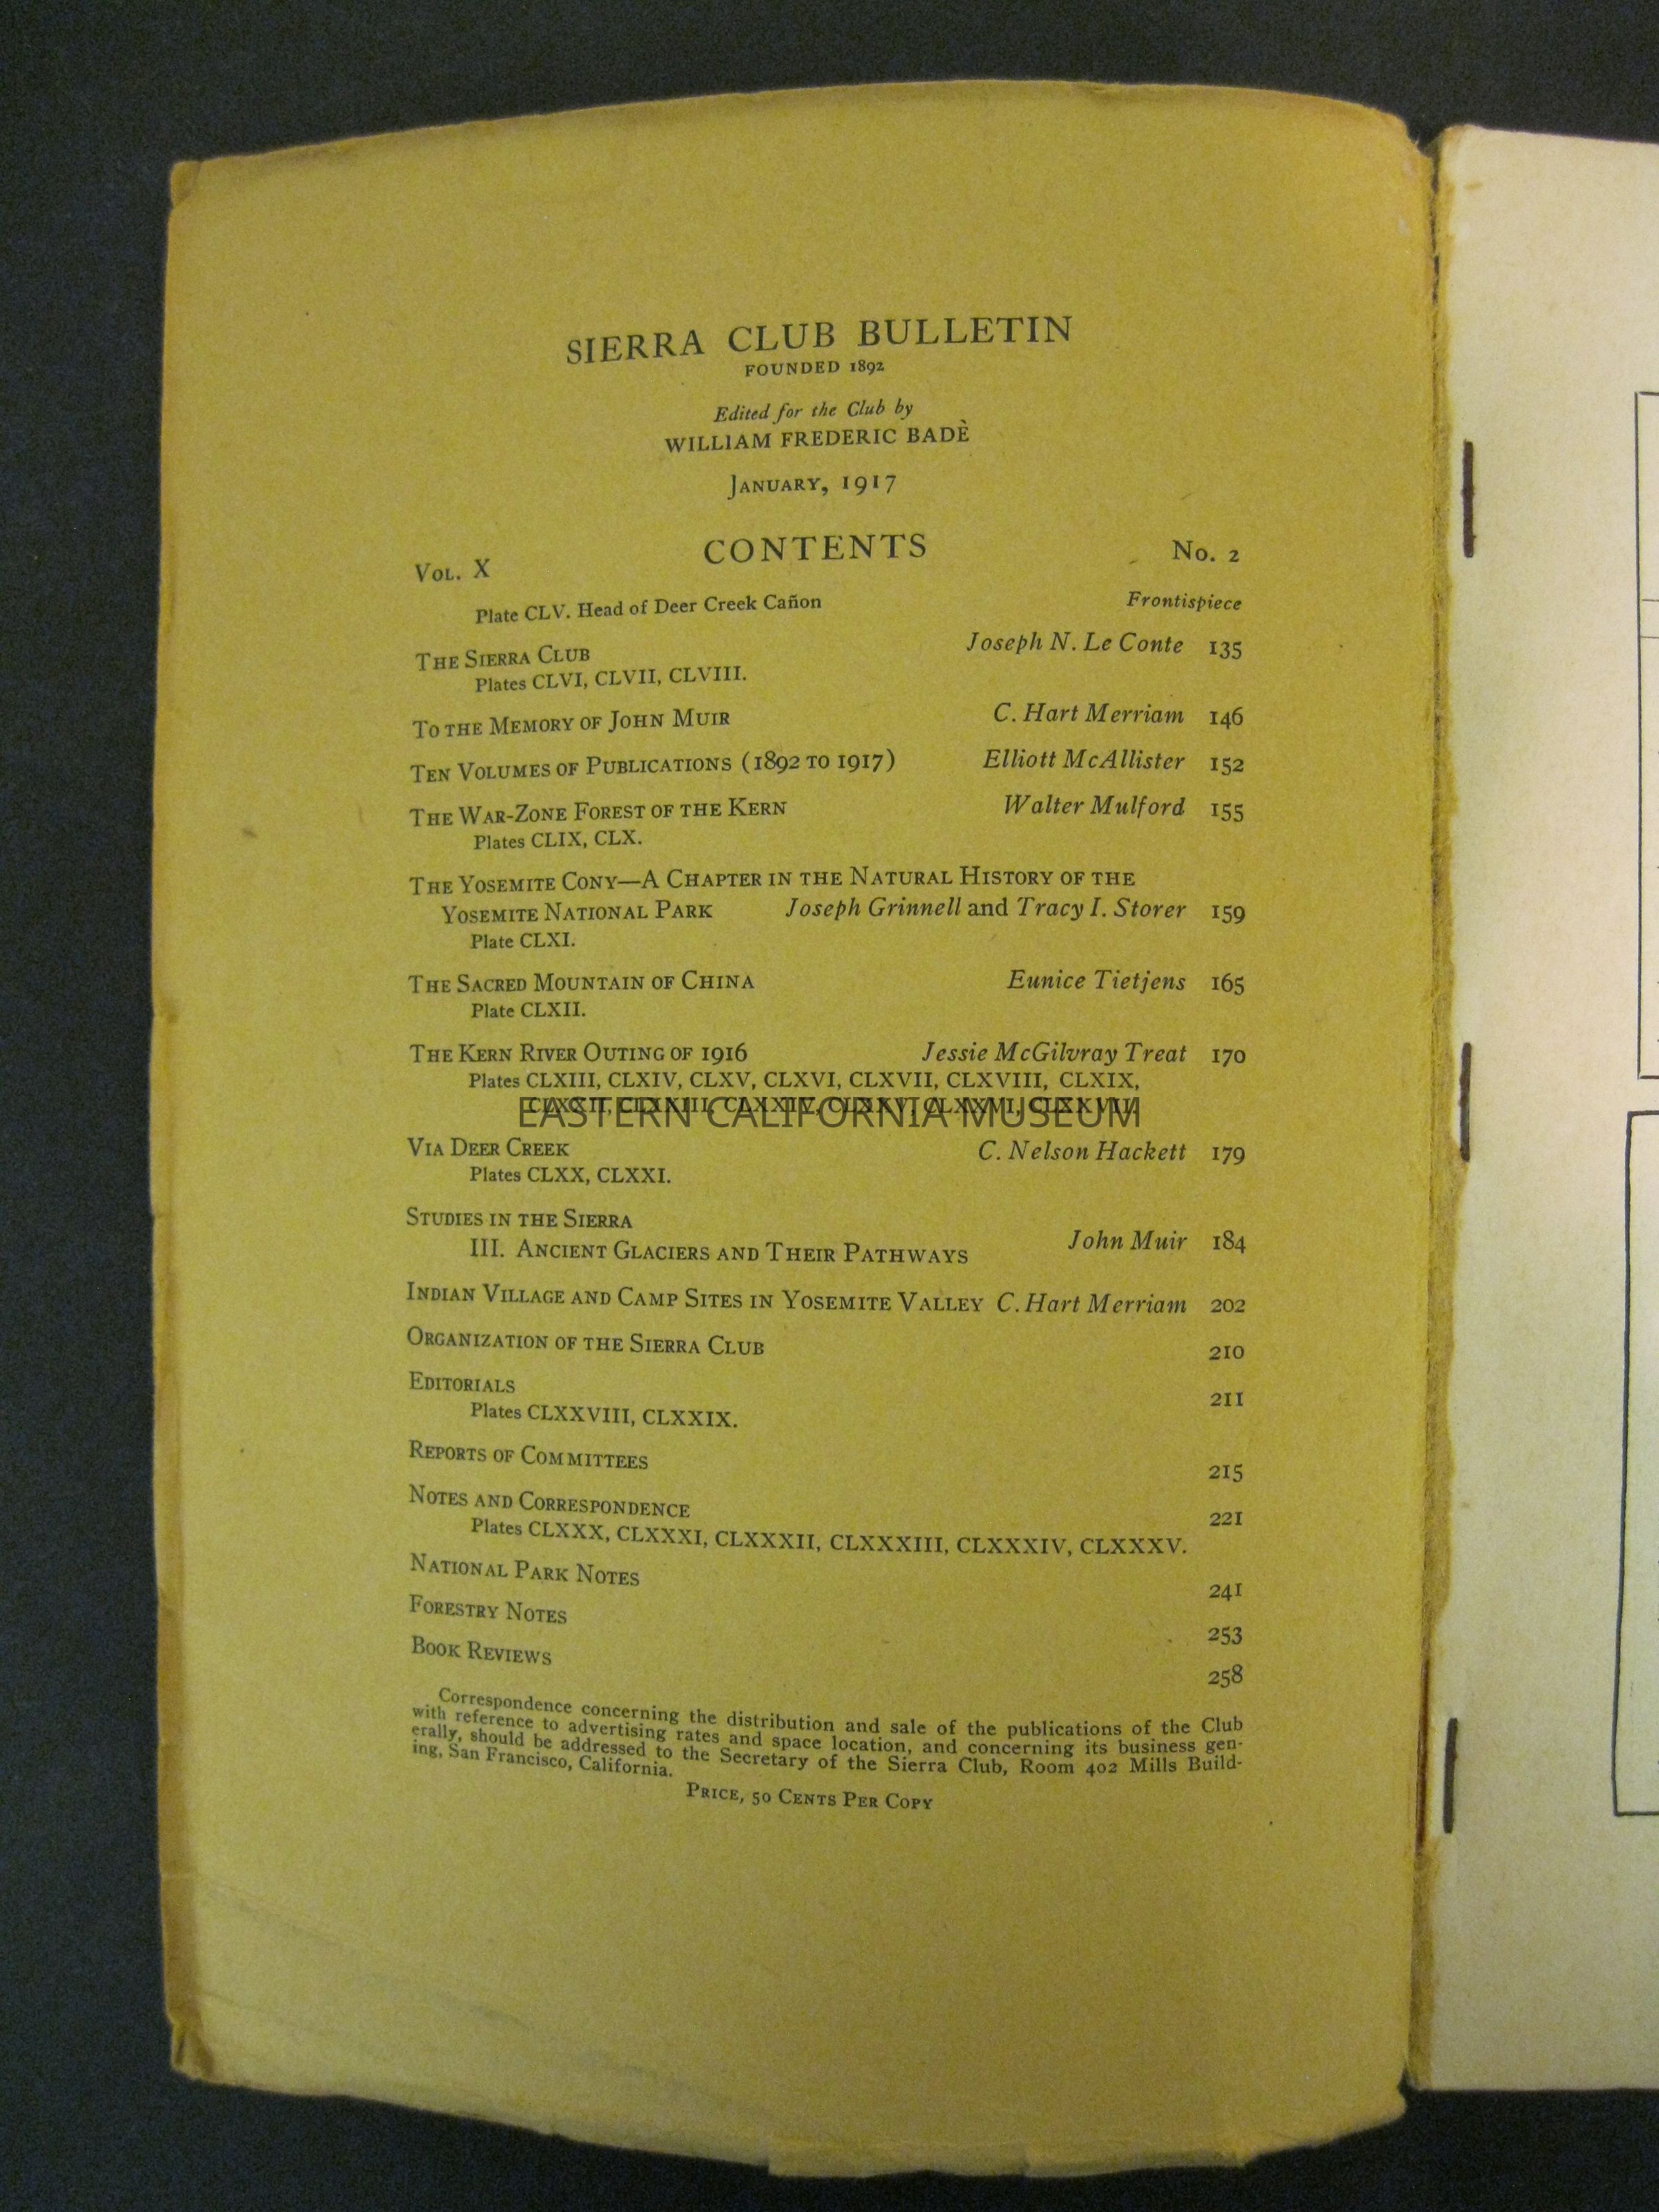 SIERRA CLUB BULLETIN
FOUNDED 1892
Edited for the Club by
WILLIAM FREDERIC BADÈ
JANUARY, 1917
VOL. X CONTENTS No. 2
Plate CLV. Head of Deer Creek Cañon Frontispiece
THE SIERRA CLUB Joseph N. Le Conte 135
Plates CLVI, CLVII, CLVIII.
TO THE MEMORY OF JOHN MUIR C. Hart Merriam 146
TEN VOLUMES OF PUBLICATIONS (1892 TO 1917) Elliott McAllister 152
THE WAR-ZONE FOREST OF THE KERN Walter Mulford 155
Plates CLIX, CLX.
THE YOSEMITE CONY—A CHAPTER IN THE NATURAL HISTORY OF THE
YOSEMITE NATIONAL PARK Joseph Grinnell and Tracy I. Storer 159
Plate CLXI.
THE SACRED MOUNTAIN OF CHINA Eunice Tietjens 165
Plate CLXII.
THE KERN RIVER OUTING OF 1916 Jessie McGilvray Treat 170
Plates CLXIII, CLXIV, CLXV, CLXVI, CLXVII, CLXVIII, CLXIX,
EASTERN CALIFORNIA MUSEUM
VIA DEER CREEK C. Nelson Hackett 179
Plates CLXX, CLXXI.
STUDIES IN THE SIERRA
III. ANCIENT GLACIERS AND THEIR PATHWAYS John Muir 184
INDIAN VILLAGE AND CAMP SITES IN YOSEMITE VALLEY C. Hart Merriam 202
ORGANIZATION OF THE SIERRA CLUB 210
EDITORIALS 211
Plates CLXXVIII, CLXXIX.
REPORTS OF COMMITTEES 215
NOTES AND CORRESPONDENCE 221
Plates CLXXX, CLXXXI, CLXXXII, CLXXXIII, CLXXXIV, CLXXXV.
NATIONAL PARK NOTES 241
FORESTRY NOTES 253
BOOK REVIEWS 258
Correspondence concerning the distribution and sale of the publications of the Club
with reference to advertising rates and space location, and concerning its business gen-
erally, should be addressed to the Secretary of the Sierra Club, Room 402 Mills Build-
ing, San Francisco, California.
PRICE, 50 CENTS PER COPY